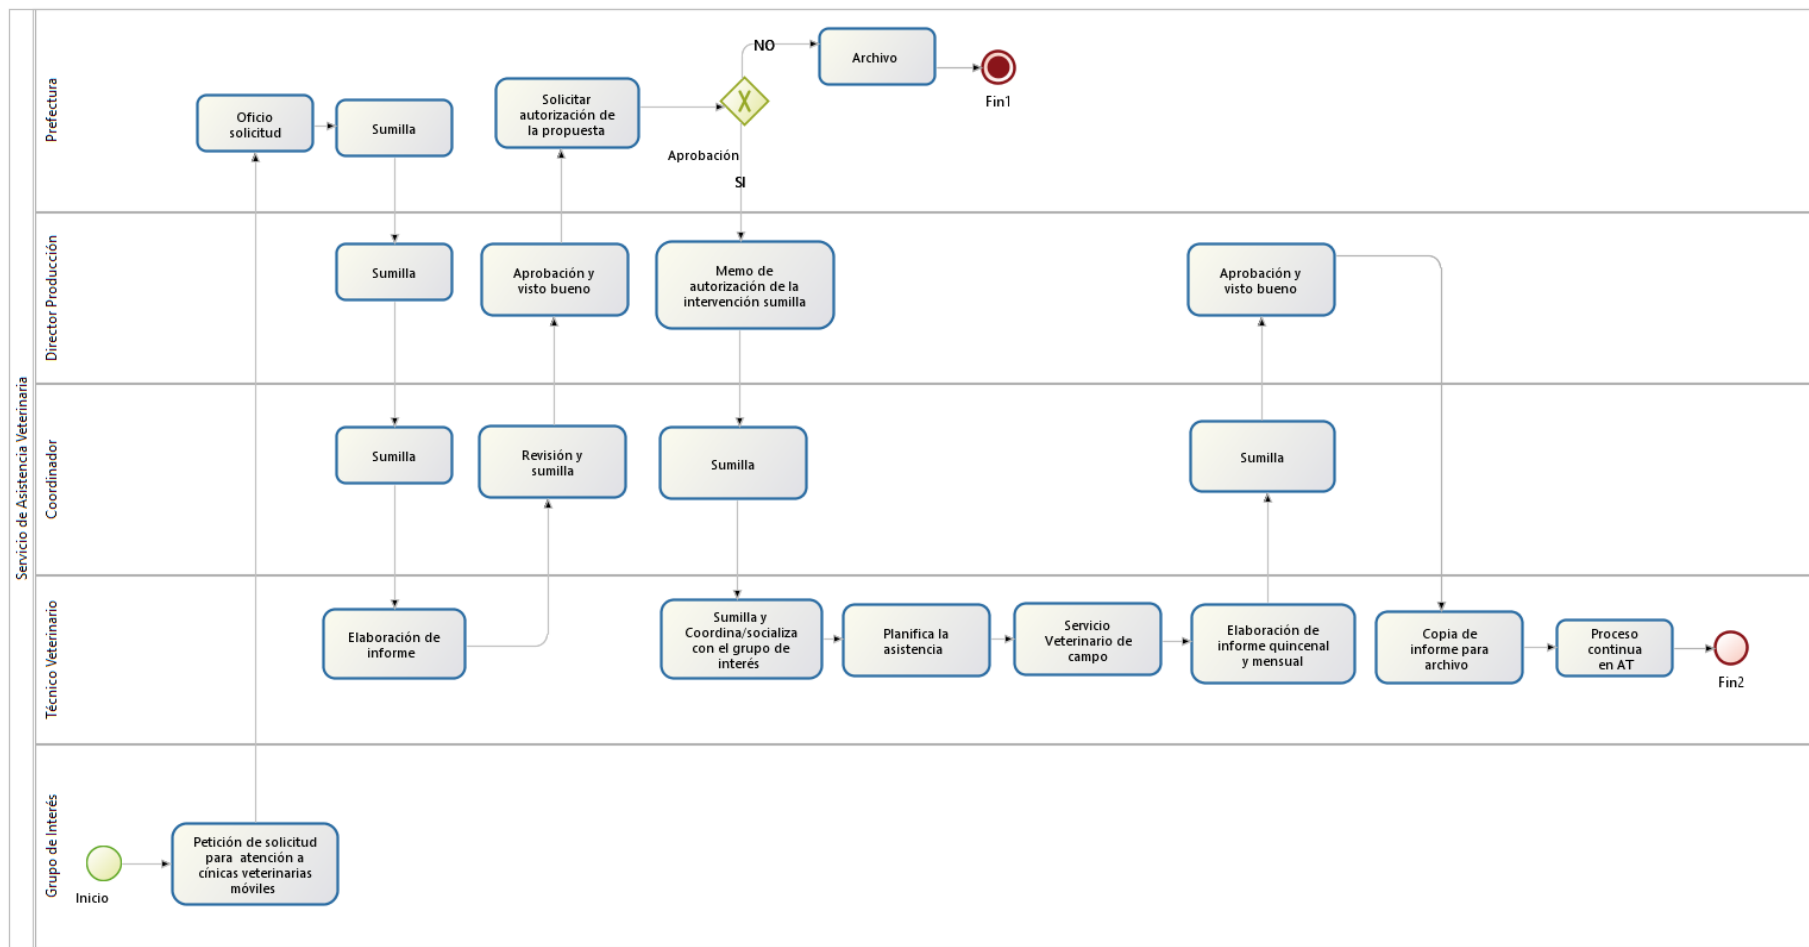 Servicio de Asistencia Veterinaria
Prefectura
Oficio
solicitud
Sumilla
Solicitar
autorización de
la propuesta
NO
Archivo
Fin1
Aprobación
SI
Director Producción
Sumilla
Aprobación y
visto bueno
Memo de
autorización de la
intervención sumilla
Aprobación y
visto bueno
Coordinador
Sumilla
Revisión y
sumilla
Sumilla
Sumilla
Técnico Veterinario
Elaboración de
informe
Sumilla y
Coordina/socializa
con el grupo de
interés
Planifica la
asistencia
Servicio
Veterinario de
campo
Elaboración de
informe quincenal
y mensual
Copia de
informe para
archivo
Proceso
continua
en AT
Fin2
Grupo de Interés
Inicio
Petición de solicitud
para atención a
cínicas veterinarias
móviles